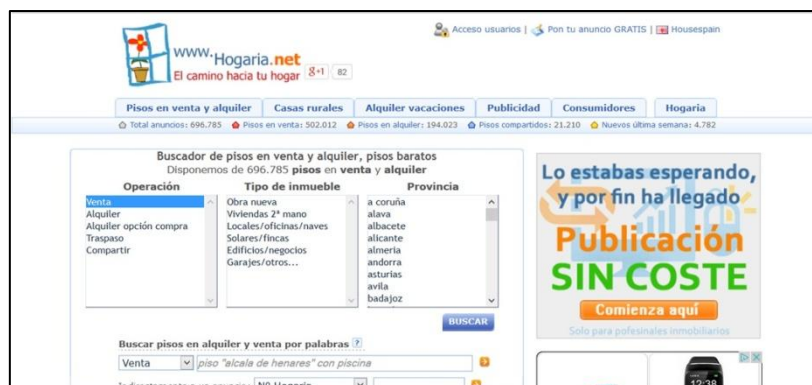 Acceso usuarios | Pon tu anuncio GRATIS | Housespain
www.Hogaria.net
El camino hacia tu hogar
g+1 82
Pisos en venta y alquiler Casas rurales Alquiler vacaciones Publicidad Consumidores Hogaria
Total anuncios: 696.785 Pisos en venta: 502.012 Pisos en alquiler: 194.023 Pisos compartidos: 21.210 Nuevos última semana: 4.782
Buscador de pisos en venta y alquiler, pisos baratos
Disponemos de 696.785 pisos en venta y alquiler
Operación
Venta
Alquiler
Alquiler opción compra
Traspaso
Compartir
Tipo de inmueble
Obra nueva
Viviendas 2ª mano
Locales/oficinas/naves
Solares/fincas
Edificios/negocios
Garajes/otros...
Provincia
a coruña
alava
albacete
alicante
almeria
andorra
asturias
avila
badajoz
BUSCAR
Buscar pisos en alquiler y venta por palabras ?
Venta piso "alcala de henares" con piscina
Nº Hogaria
Lo estabas esperando,
y por fin ha llegado
Publicación
SIN COSTE
Comienza aquí
Solo para pofesinales inmobiliarios
12:38